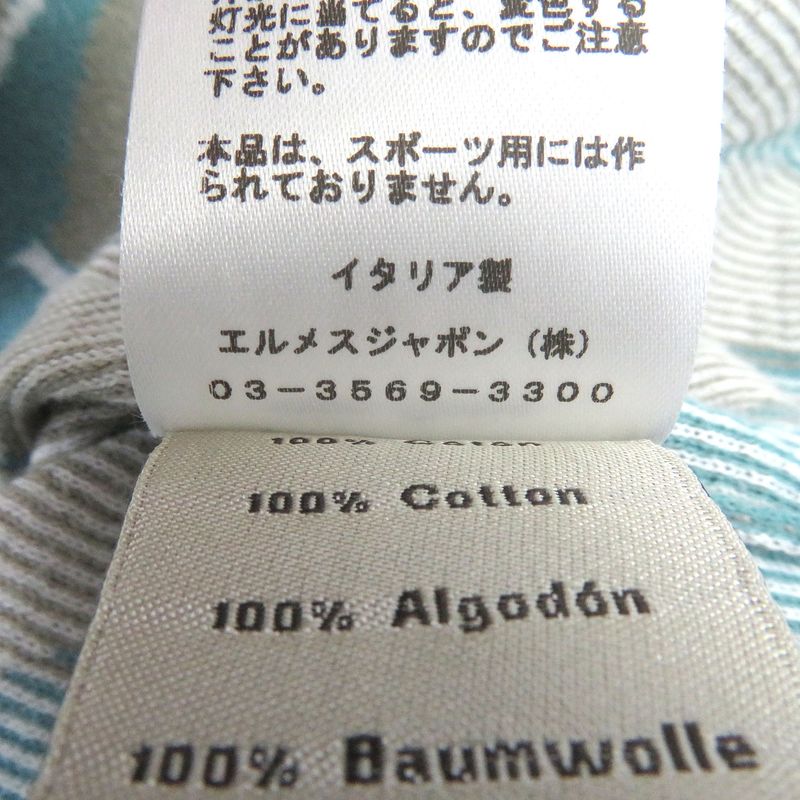 灯光に当てると、変色する
ことがありますのでご注意
下さい。
本品は、スポーツ用には作
られておりません。
イタリア製
エルメスジャポン（株）
03-3569-3300
100% Coton
100% Cotton
100% Algodón
100% Baumwolle